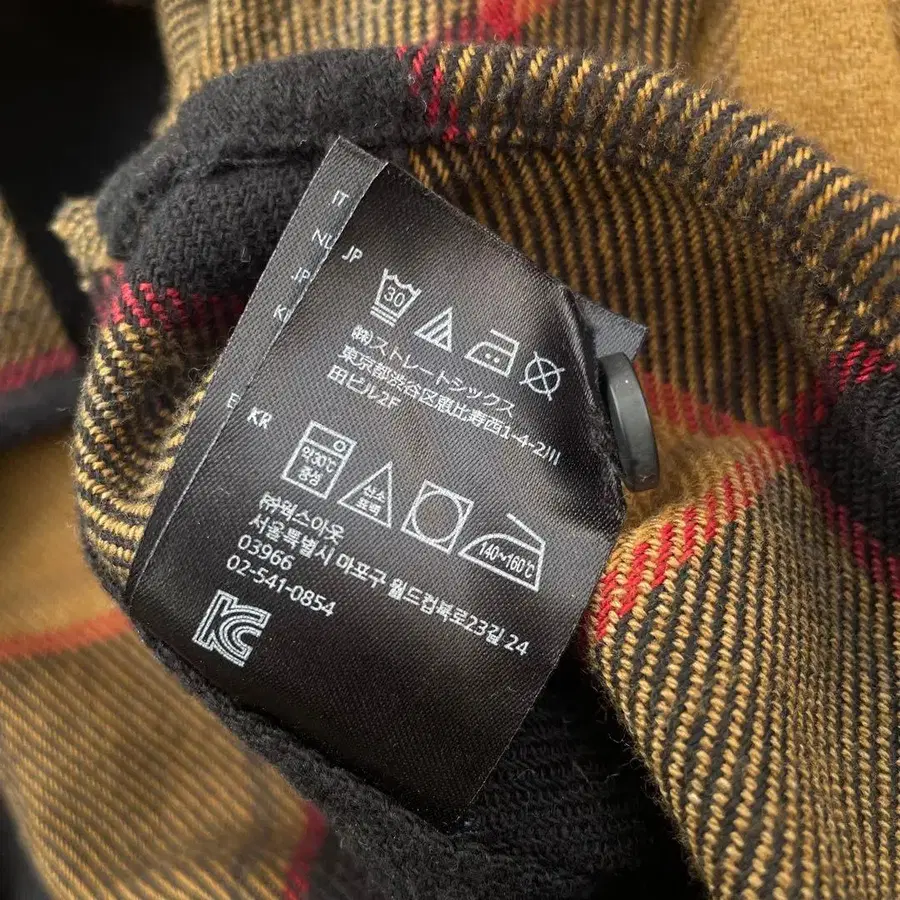 IT
NL
JP
JP
30
㈱ストレートシックス
東京都渋谷区恵比寿西1-4-2川
田ビル2F
KR
약30℃
중성
산소
표백
140~160℃
㈜웍스아웃
서울특별시 마포구 월드컵북로23길 24
03966
02-541-0854